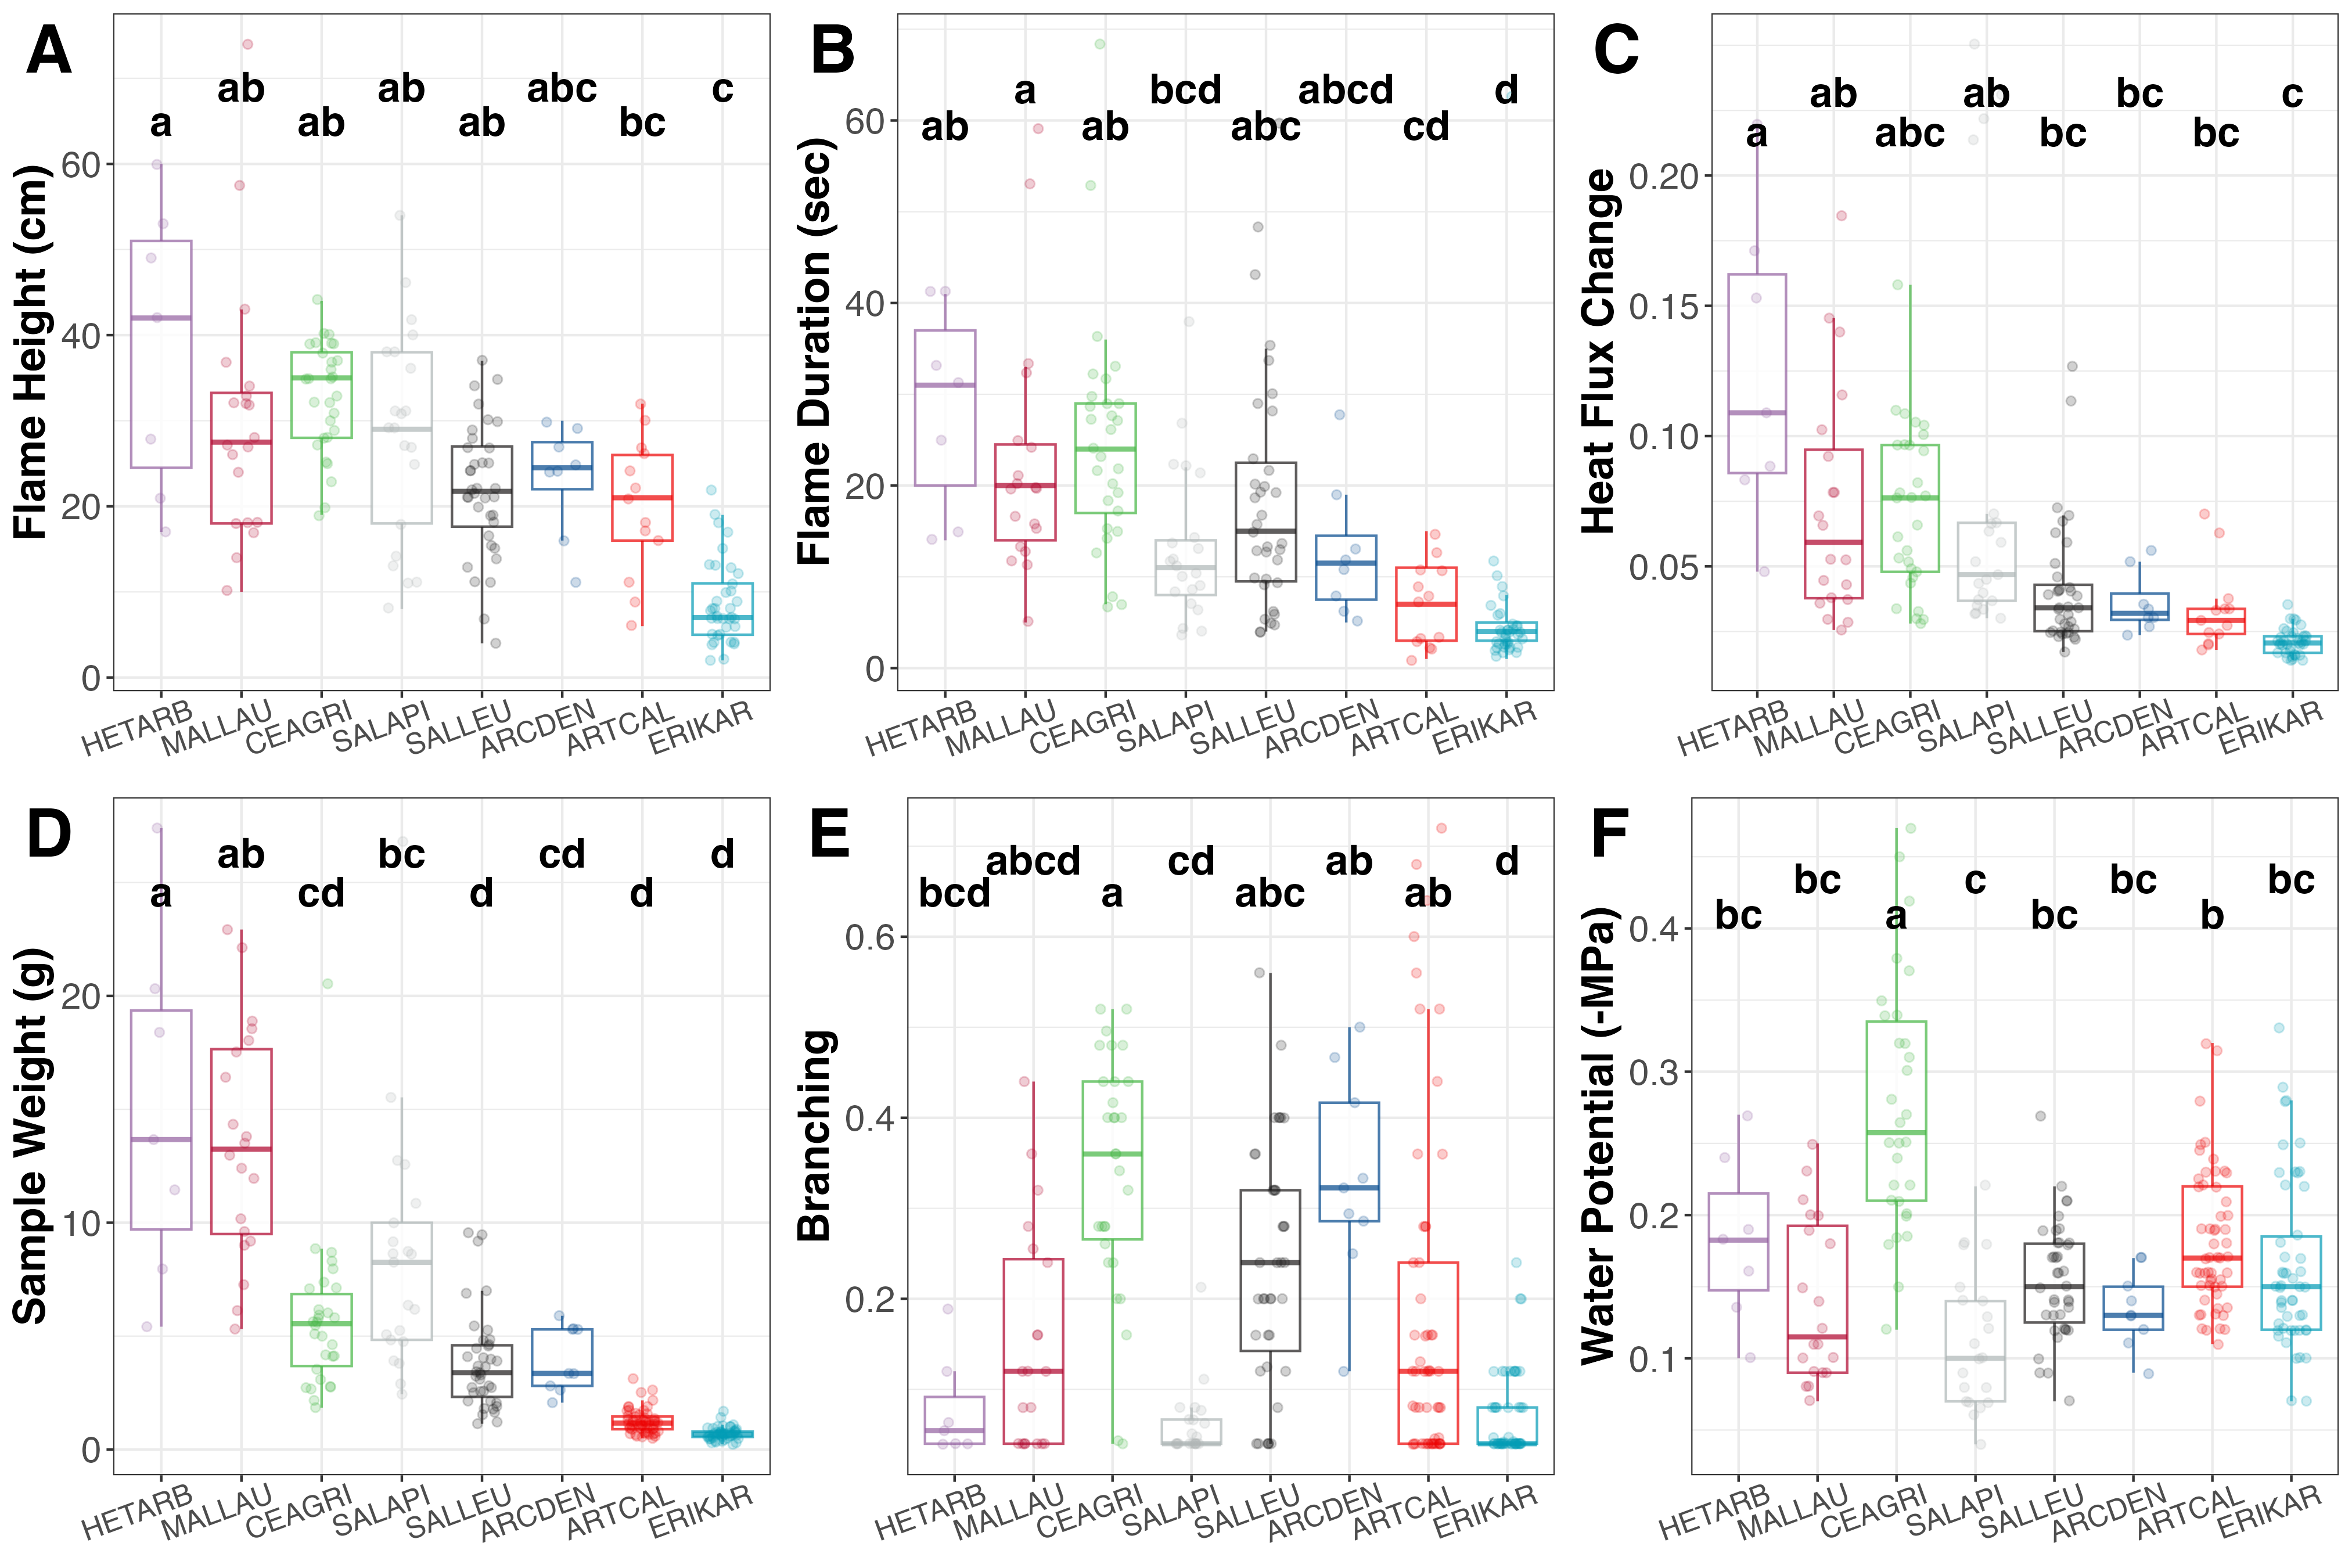 A
ab ab abc c
a ab ab bc
Flame Height (cm)
60
40
20
0
HETARB MALLAU CEAGRI SALAPI SALLEU ARCDEN ARTCAL ERIKAR
B
a bcd abcd d
ab ab abc cd
Flame Duration (sec)
60
40
20
0
HETARB MALLAU CEAGRI SALAPI SALLEU ARCDEN ARTCAL ERIKAR
C
ab ab bc c
a abc bc bc
Heat Flux Change
0.20
0.15
0.10
0.05
HETARB MALLAU CEAGRI SALAPI SALLEU ARCDEN ARTCAL ERIKAR
D
ab bc cd d
a cd d d
Sample Weight (g)
20
10
0
HETARB MALLAU CEAGRI SALAPI SALLEU ARCDEN ARTCAL ERIKAR
E
abcd cd ab d
bcd a abc ab
Branching
0.6
0.4
0.2
HETARB MALLAU CEAGRI SALAPI SALLEU ARCDEN ARTCAL ERIKAR
F
bc c bc bc
bc a bc b
Water Potential (-MPa)
0.4
0.3
0.2
0.1
HETARB MALLAU CEAGRI SALAPI SALLEU ARCDEN ARTCAL ERIKAR